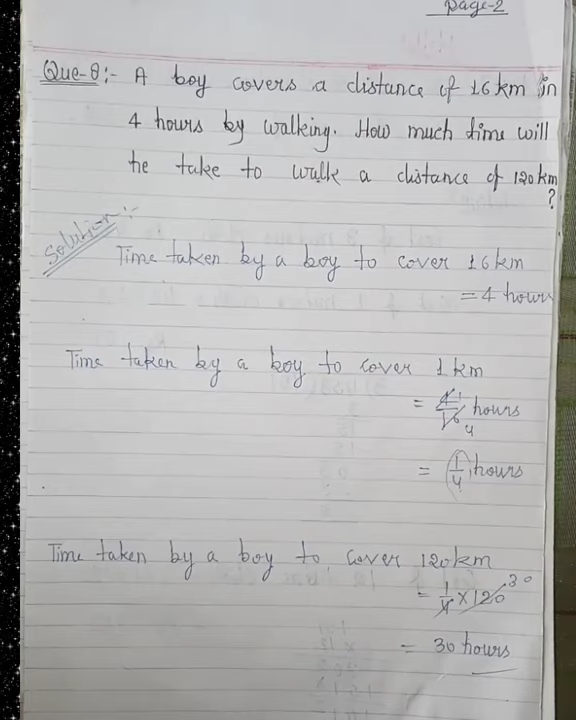 Page-2
Que-8:- A boy covers a distance of 16 km in
4 hours by walking. How much time will
he take to walk a distance of 120 km
?
Solution:-
Time taken by a boy to cover 16 km
= 4 hours
Time taken by a boy to cover 1 km
= 4/16 1 4 hours
= 1/4 hours
Time taken by a boy to cover 120 km
= 1/4 × 120 30
= 30 hours